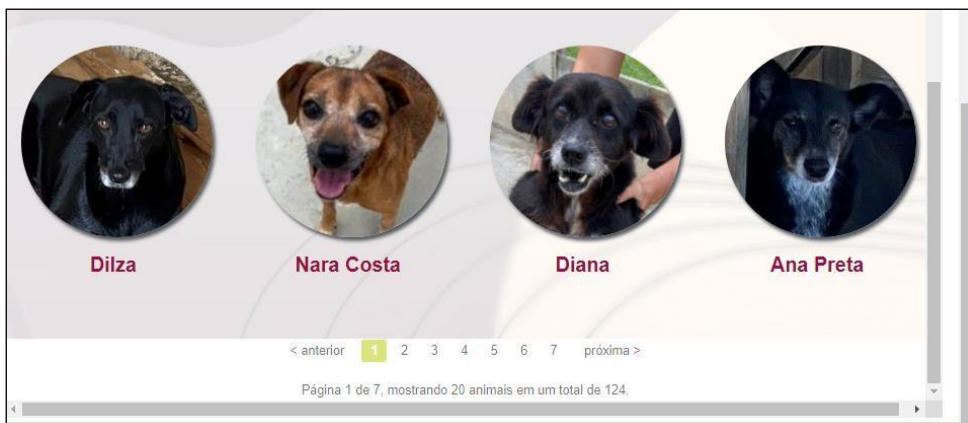 Dilza Nara Costa Diana Ana Preta
< anterior 1 2 3 4 5 6 7 próxima >
Página 1 de 7, mostrando 20 animais em um total de 124.